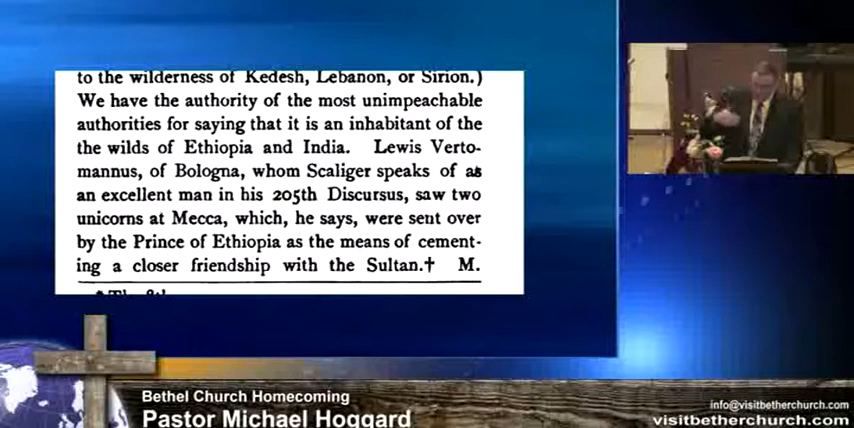 to the wilderness of Kedesh, Lebanon, or Sirion.)
We have the authority of the most unimpeachable
authorities for saying that it is an inhabitant of the
the wilds of Ethiopia and India. Lewis Verto-
mannus, of Bologna, whom Scaliger speaks of as
an excellent man in his 205th Discursus, saw two
unicorns at Mecca, which, he says, were sent over
by the Prince of Ethiopia as the means of cement-
ing a closer friendship with the Sultan.† M.
Bethel Church Homecoming
Pastor Michael Hoggard
info@visitbetherchurch.com
visitbetherchurch.com